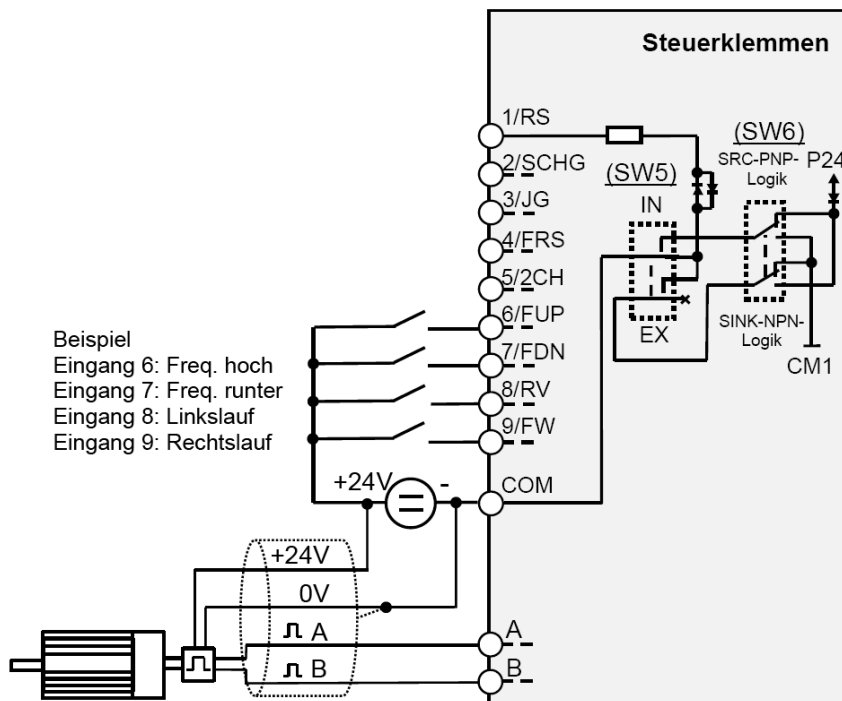 Steuerklemmen
1/RS
(SW6)
2/SCHG
(SW5)
SRC-PNP-
Logik
P24
3/JG
IN
4/FRS
5/2CH
6/FUP
EX
SINK-NPN-
Logik
CM1
7/FDN
8/RV
9/FW
Beispiel
Eingang 6: Freq. hoch
Eingang 7: Freq. runter
Eingang 8: Linkslauf
Eingang 9: Rechtslauf
+24V
-
COM
+24V
0V
A
A
B
B